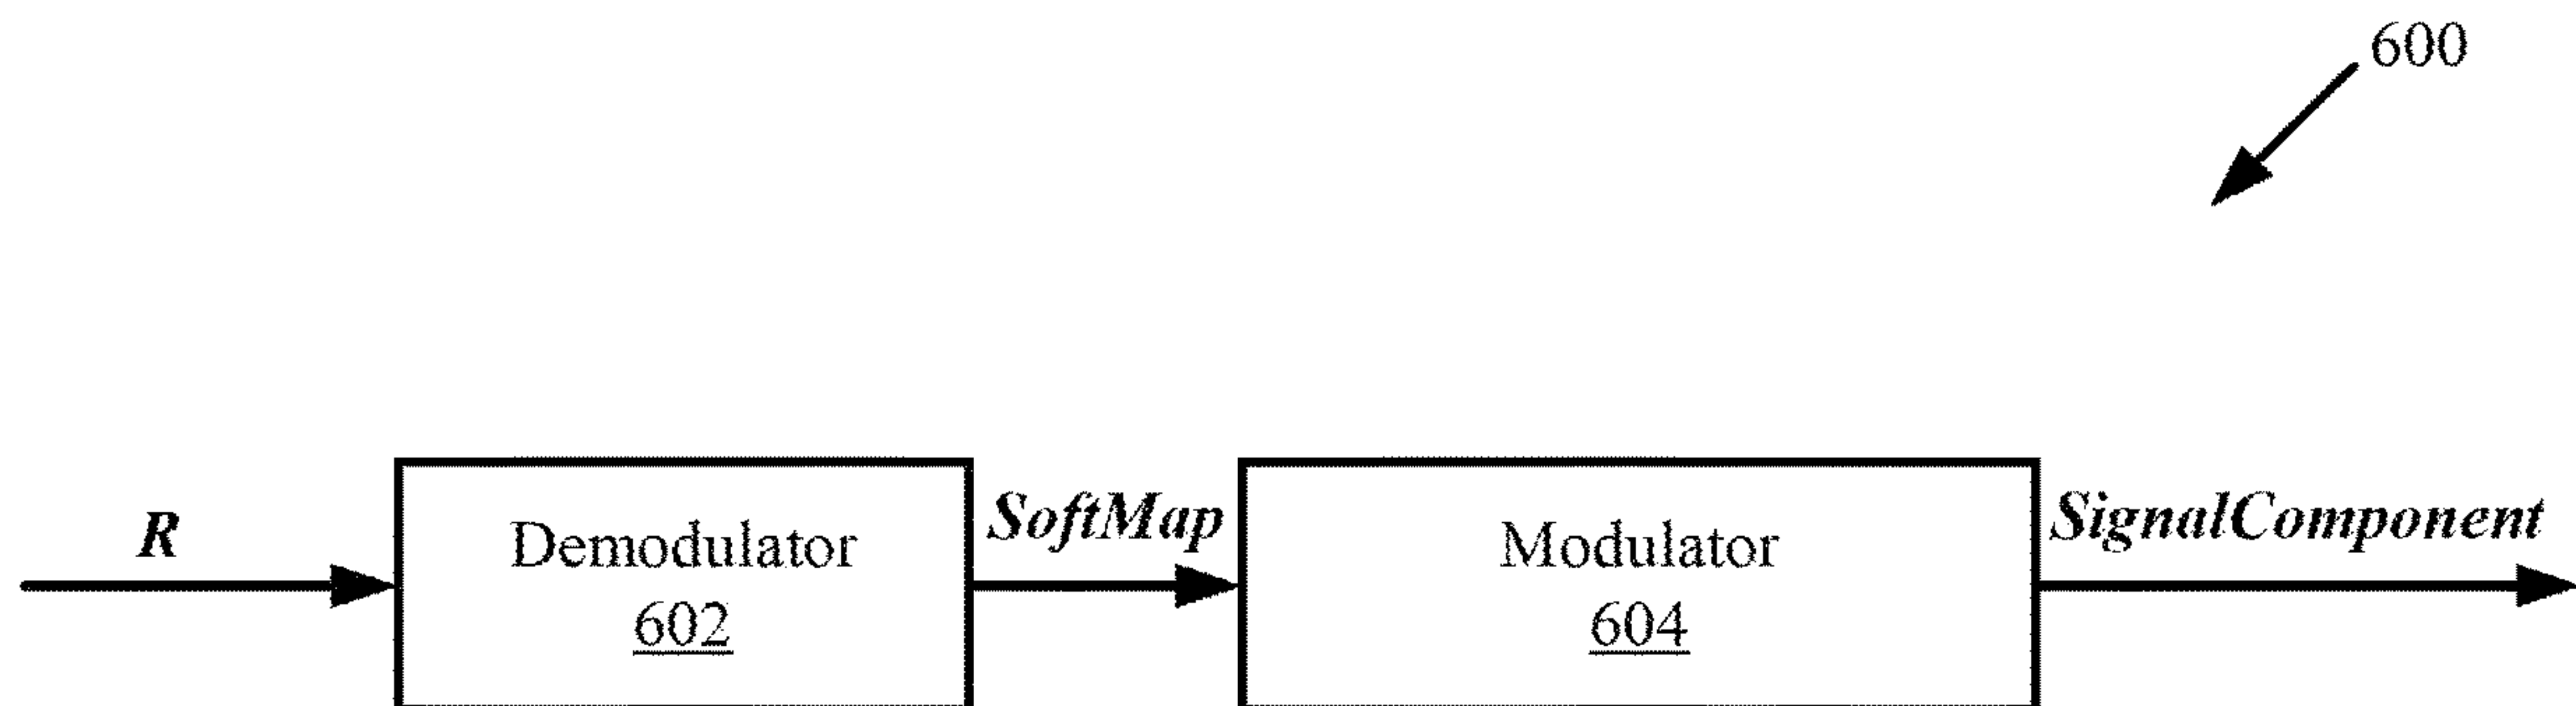 600
R
Demodulator
602
SoftMap
Modulator
604
SignalComponent